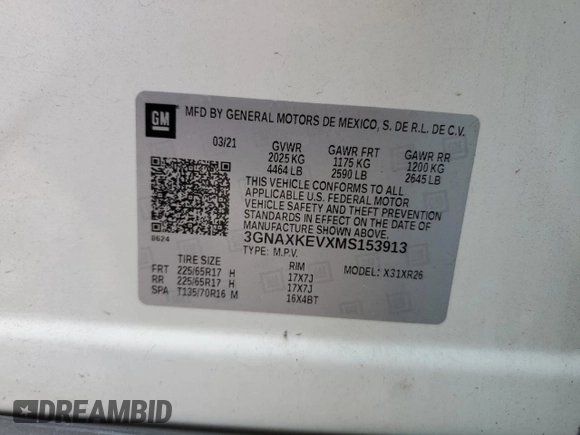 GM
MFD BY GENERAL MOTORS DE MEXICO, S. DE R.L. DE C.V.
03/21 GVWR GAWR FRT GAWR RR
2025 KG 1175 KG 1200 KG
4464 LB 2590 LB 2645 LB
THIS VEHICLE CONFORMS TO ALL
APPLICABLE U.S. FEDERAL MOTOR
VEHICLE SAFETY AND THEFT PREVENTION
STANDARDS IN EFFECT ON THE DATE OF
MANUFACTURE SHOWN ABOVE.
3GNAXKEVXMS153913
8624
TYPE: M.P.V. MODEL: X31XR26
TIRE SIZE RIM
FRT 225/65R17 H 17X7J
RR 225/65R17 H 17X7J
SPA T135/70R16 M 16X4BT
DREAMBID